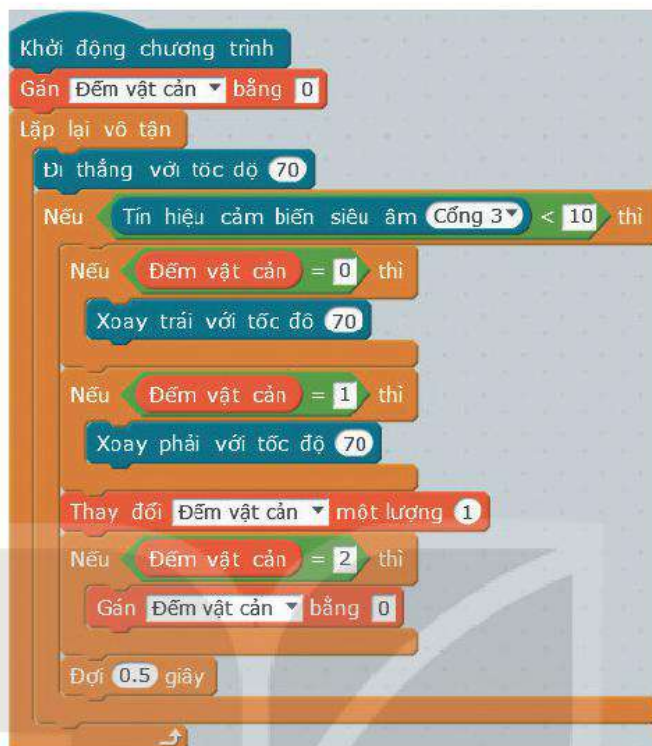 Khởi động chương trình
Gán Đếm vật cản bằng 0
Lặp lại vô tận
Đi thẳng với tốc dộ 70
Nếu Tín hiệu cảm biến siêu âm Cổng 3 < 10 thì
Nếu Đếm vật cản = 0 thì
Xoay trái với tốc đô 70
Nếu Đếm vật cản = 1 thì
Xoay phải với tốc độ 70
Thay đổi Đếm vật cản một lượng 1
Nếu Đếm vật cản = 2 thì
Gán Đếm vật cản bằng 0
Đợi 0.5 giây